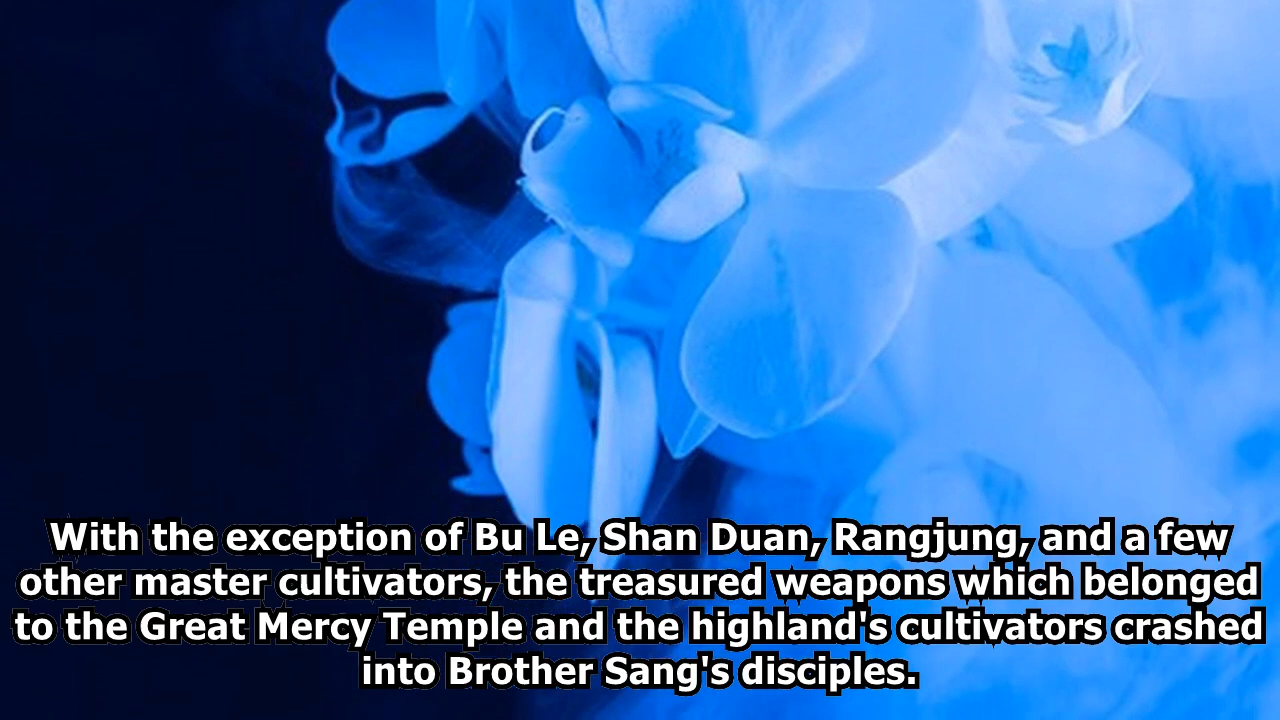 With the exception of Bu Le, Shan Duan, Rangjung, and a few
other master cultivators, the treasured weapons which belonged
to the Great Mercy Temple and the highland's cultivators crashed
into Brother Sang's disciples.